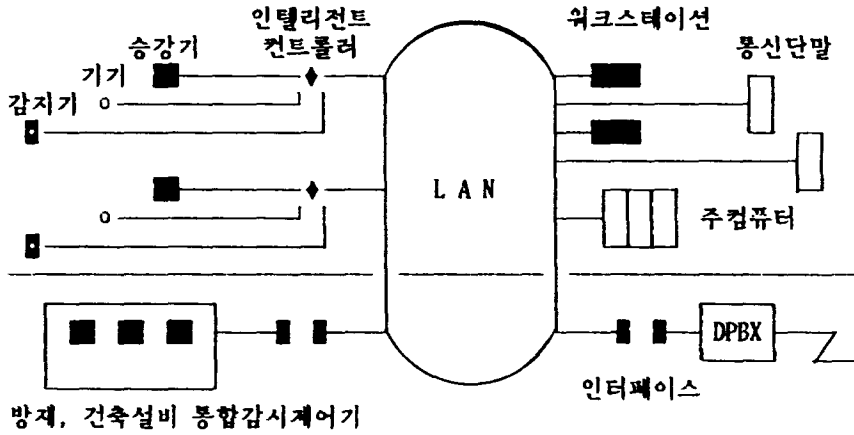 인텔리전트
컨트롤러
승강기
기기
감지기
워크스테이션
통신단말
LAN
주컴퓨터
DPBX
인터페이스
방재, 건축설비 통합감시제어기